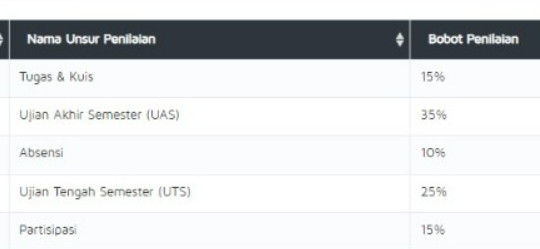 Nama Unsur Penilaian Bobot Penilaian
Tugas & Kuis 15%
Ujian Akhir Semester (UAS) 35%
Absensi 10%
Ujian Tengah Semester (UTS) 25%
Partisipasi 15%